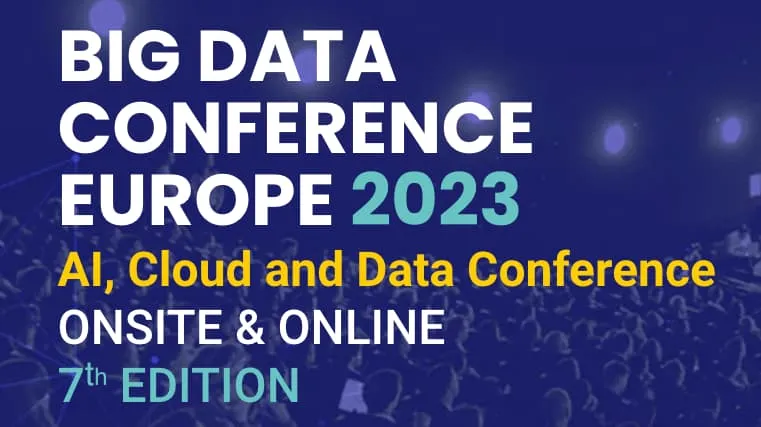 BIG DATA
CONFERENCE
EUROPE 2023
AI, Cloud and Data Conference
ONSITE & ONLINE
7th EDITION